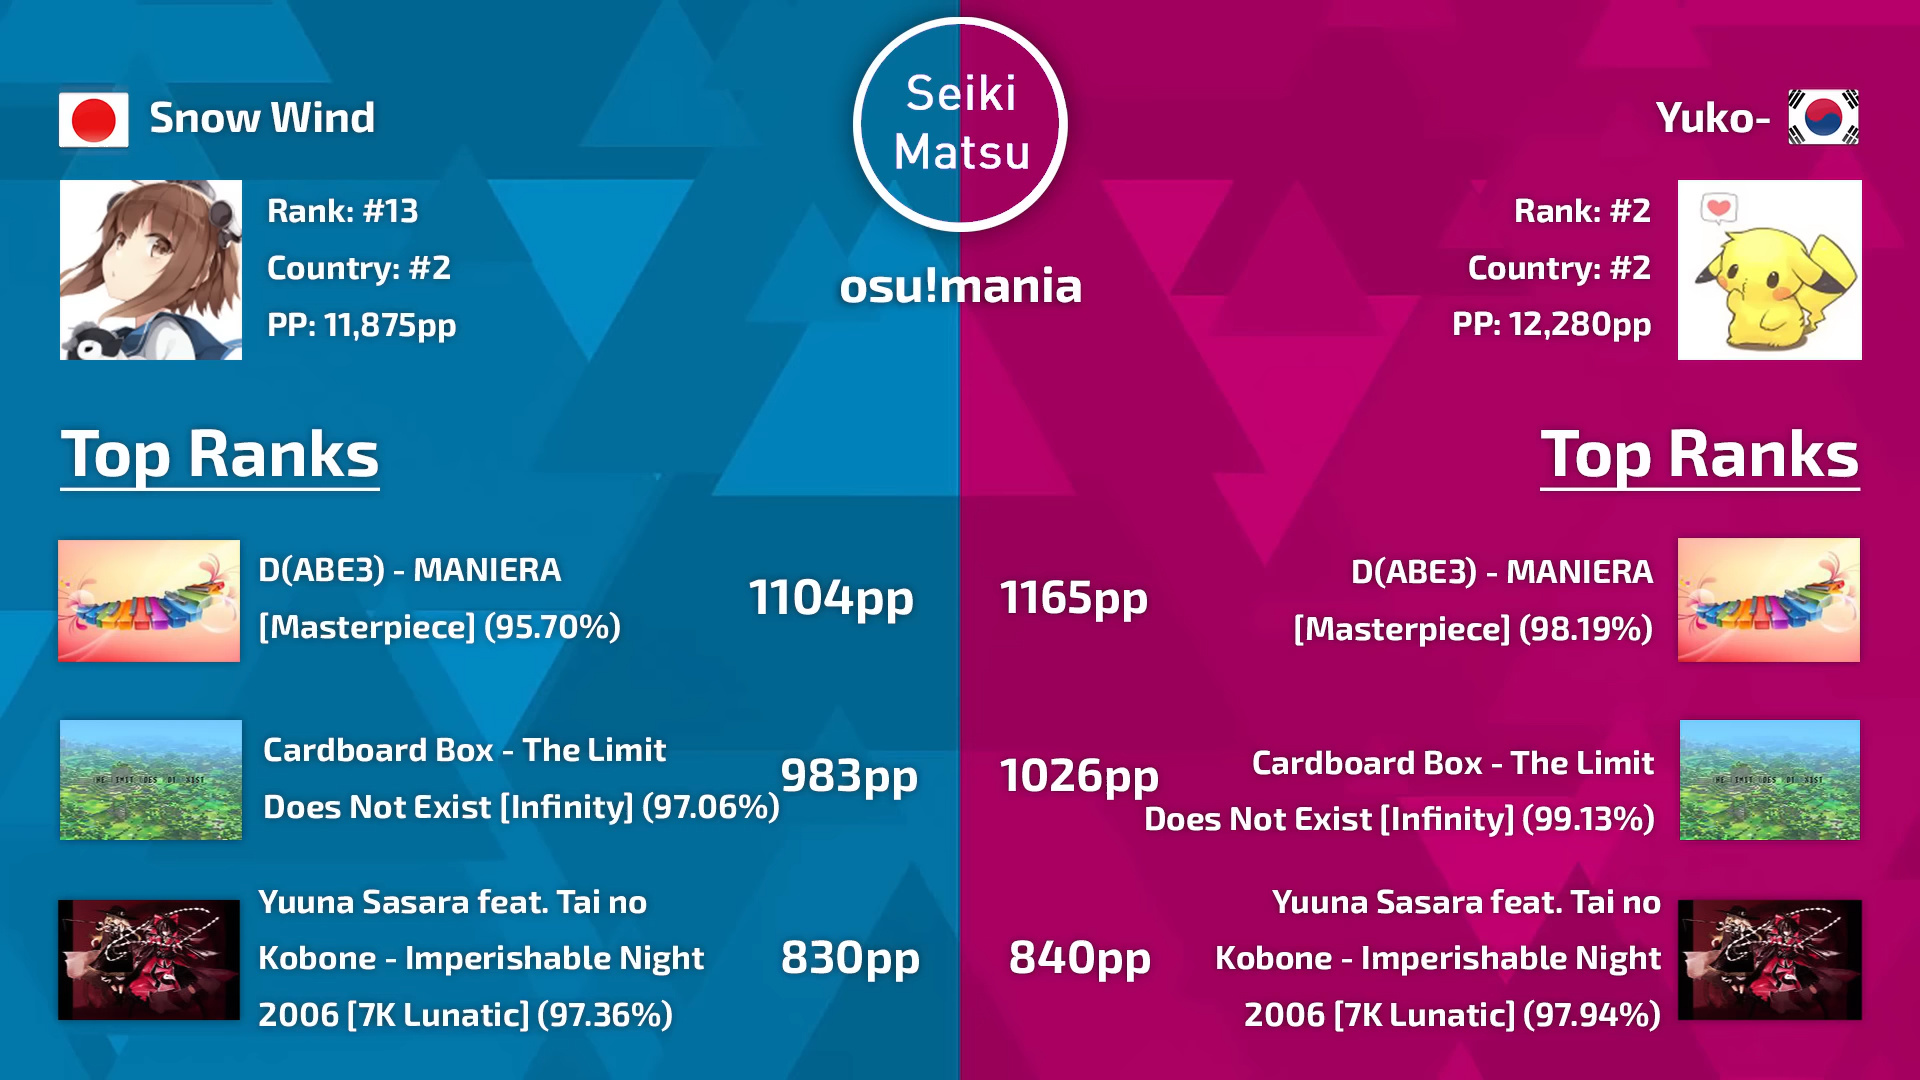 Seiki
Matsu
osu!mania
Snow Wind
Rank: #13
Country: #2
PP: 11,875pp
Top Ranks
D(ABE3) - MANIERA
[Masterpiece] (95.70%)
1104pp
Cardboard Box - The Limit
Does Not Exist [Infinity] (97.06%)
983pp
Yuuna Sasara feat. Tai no
Kobone - Imperishable Night
2006 [7K Lunatic] (97.36%)
830pp
Yuko-
Rank: #2
Country: #2
PP: 12,280pp
Top Ranks
1165pp
D(ABE3) - MANIERA
[Masterpiece] (98.19%)
1026pp
Cardboard Box - The Limit
Does Not Exist [Infinity] (99.13%)
840pp
Yuuna Sasara feat. Tai no
Kobone - Imperishable Night
2006 [7K Lunatic] (97.94%)